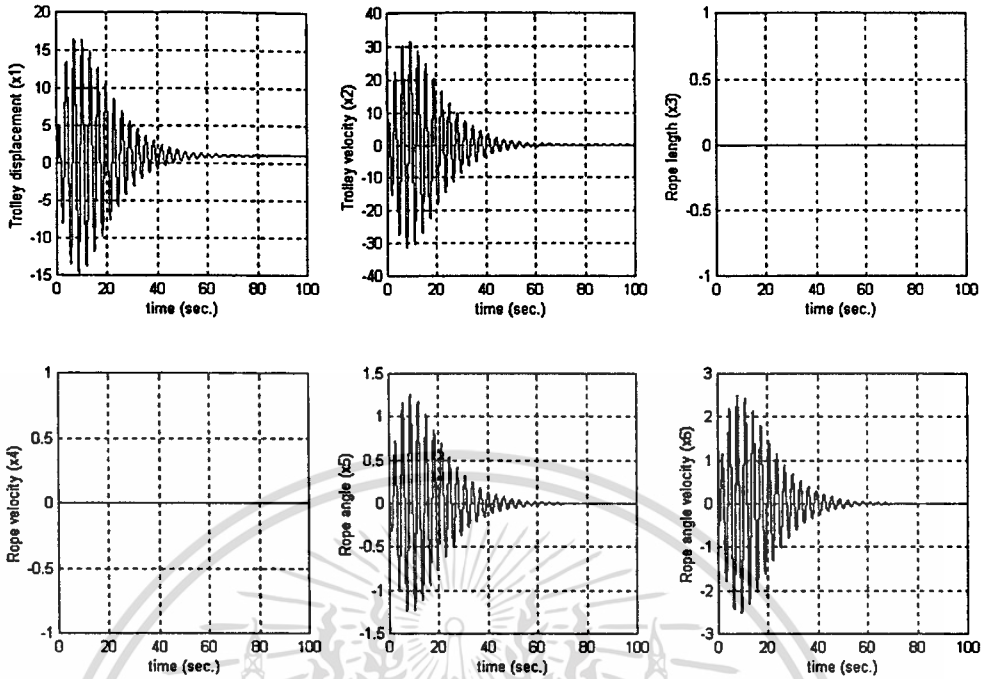 Trolley displacement (x1)
20
15
10
5
0
-5
-10
-15
0 20 40 60 80 100
time (sec.)
Trolley velocity (x2)
40
30
20
10
0
-10
-20
-30
-40
0 20 40 60 80 100
time (sec.)
Rope length (x3)
1
0.5
0
-0.5
-1
0 20 40 60 80 100
time (sec.)
Rope velocity (x4)
1
0.5
0
-0.5
-1
0 20 40 60 80 100
time (sec.)
Rope angle (x5)
1.5
1
0.5
0
-0.5
-1
-1.5
0 20 40 60 80 100
time (sec.)
Rope angle velocity (x6)
3
2
1
0
-1
-2
-3
0 20 40 60 80 100
time (sec.)